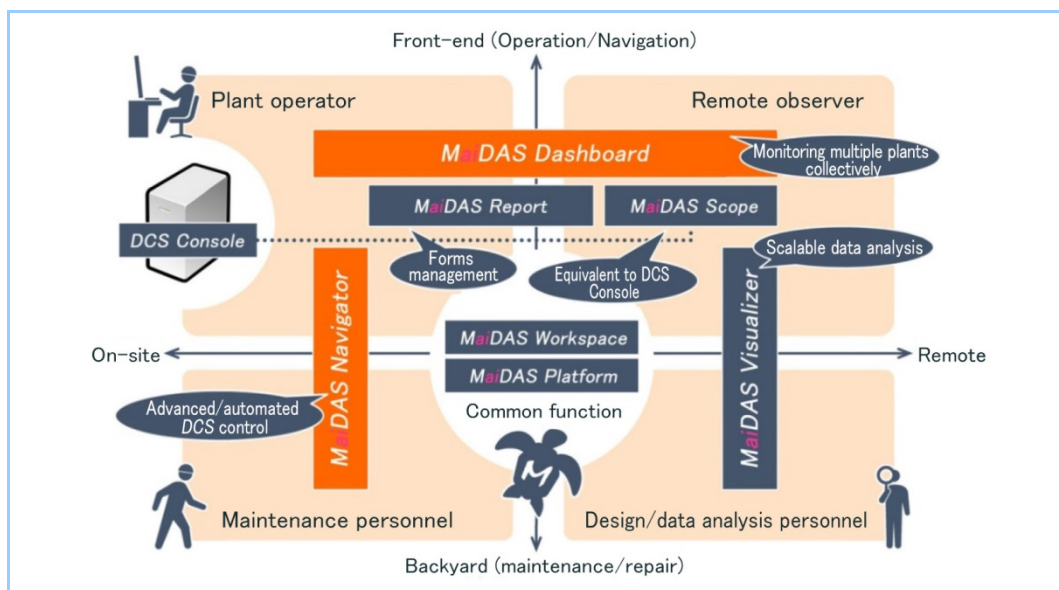 Front-end (Operation/Navigation)
Plant operator
Remote observer
MaiDAS Dashboard
Monitoring multiple plants
collectively
MaiDAS Report
MaiDAS Scope
DCS Console
Forms
management
Equivalent to DCS
Console
Scalable data analysis
MaiDAS Navigator
MaiDAS Visualizer
MaiDAS Workspace
On-site
Remote
MaiDAS Platform
Common function
Advanced/automated
DCS control
M
Maintenance personnel
Design/data analysis personnel
Backyard (maintenance/repair)